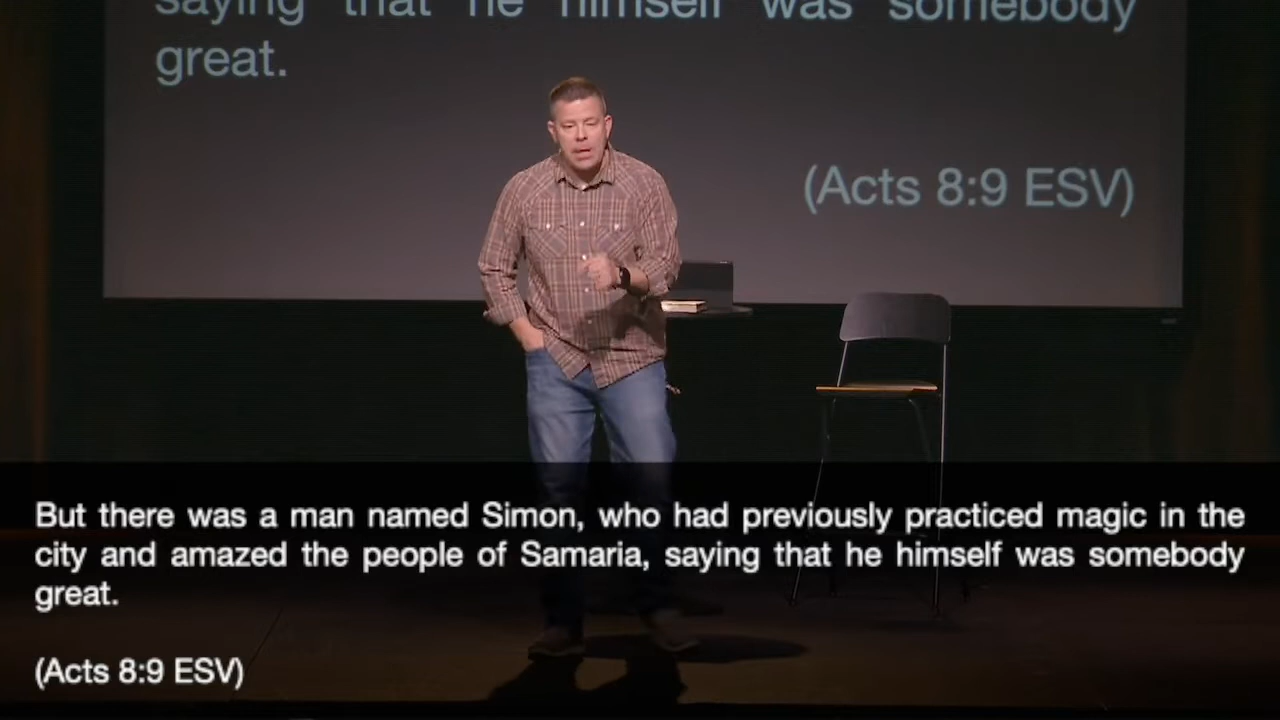 saying that he himself was somebody
great.
(Acts 8:9 ESV)
But there was a man named Simon, who had previously practiced magic in the
city and amazed the people of Samaria, saying that he himself was somebody
great.
(Acts 8:9 ESV)